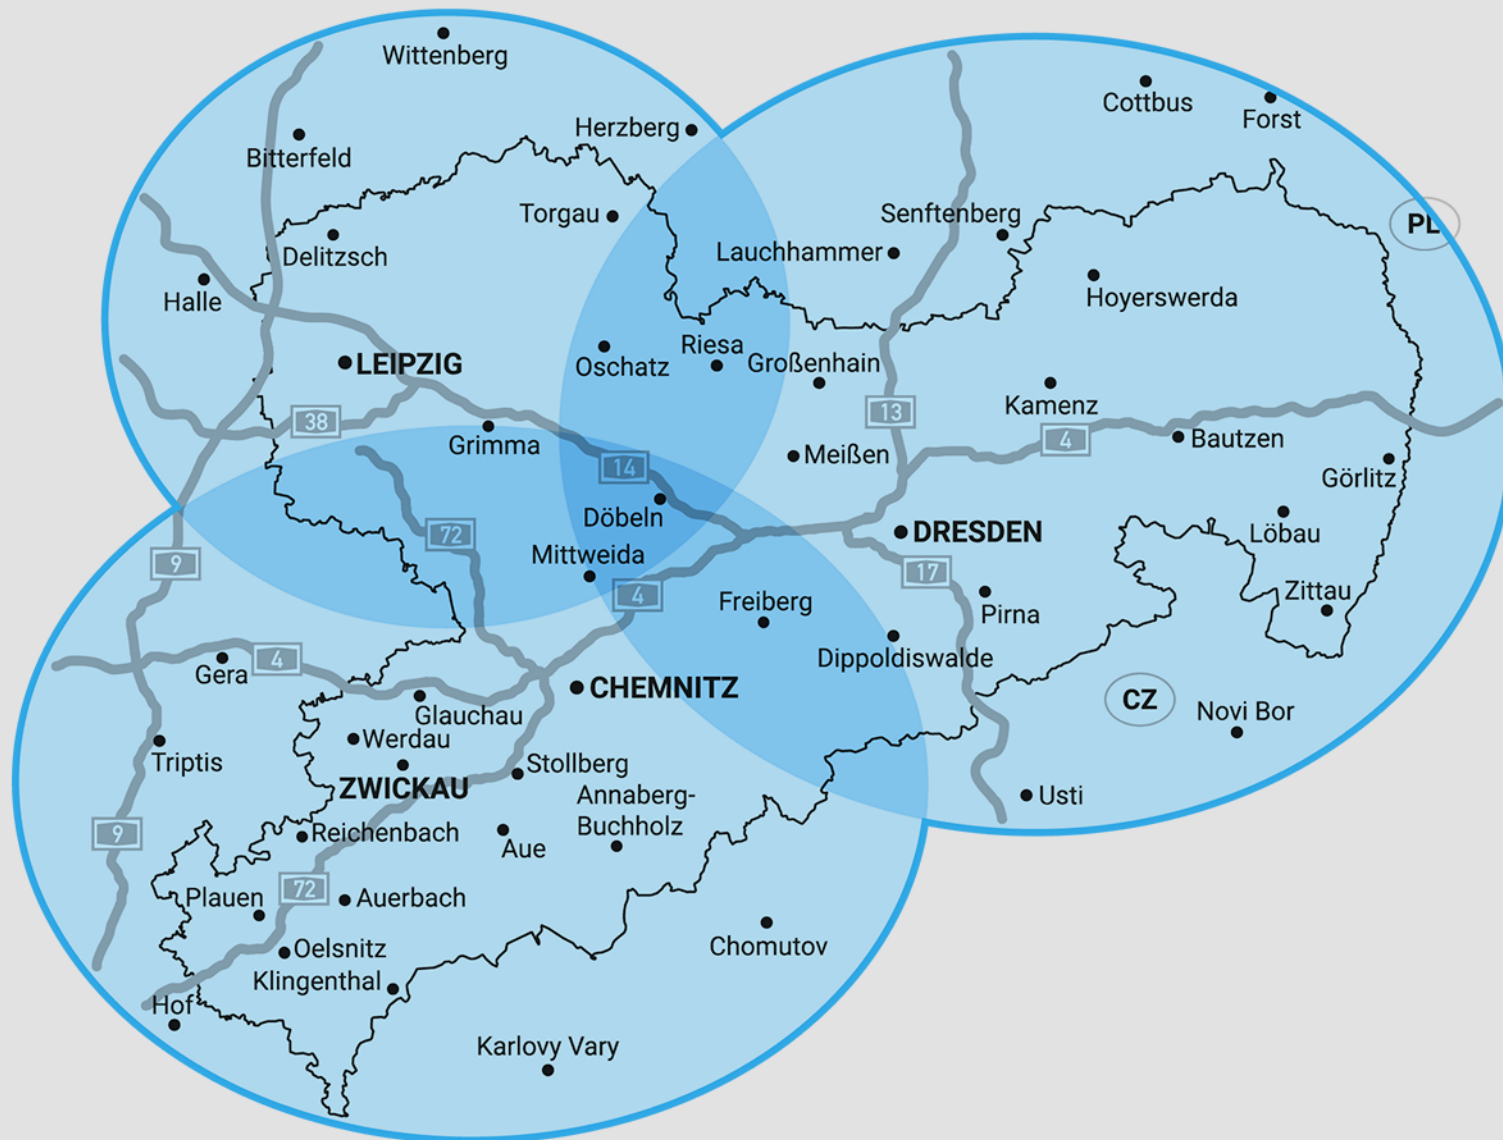 Wittenberg
Cottbus
Forst
Herzberg
Bitterfeld
Torgau
Senftenberg
PL
Delitzsch
Lauchhammer
Halle
Hoyerswerda
Riesa
LEIPZIG
Oschatz
Großenhain
Kamenz
38
13
Grimma
4
Bautzen
Meißen
14
Görlitz
Döbeln
72
DRESDEN
Löbau
Mittweida
9
17
Zittau
4
Freiberg
Pirna
4
Gera
Dippoldiswalde
CHEMNITZ
CZ
Glauchau
Novi Bor
Werdau
Triptis
Stollberg
ZWICKAU
Annaberg-
Buchholz
Usti
9
Reichenbach
Aue
72
Plauen
Auerbach
Oelsnitz
Chomutov
Klingenthal
Hof
Karlovy Vary